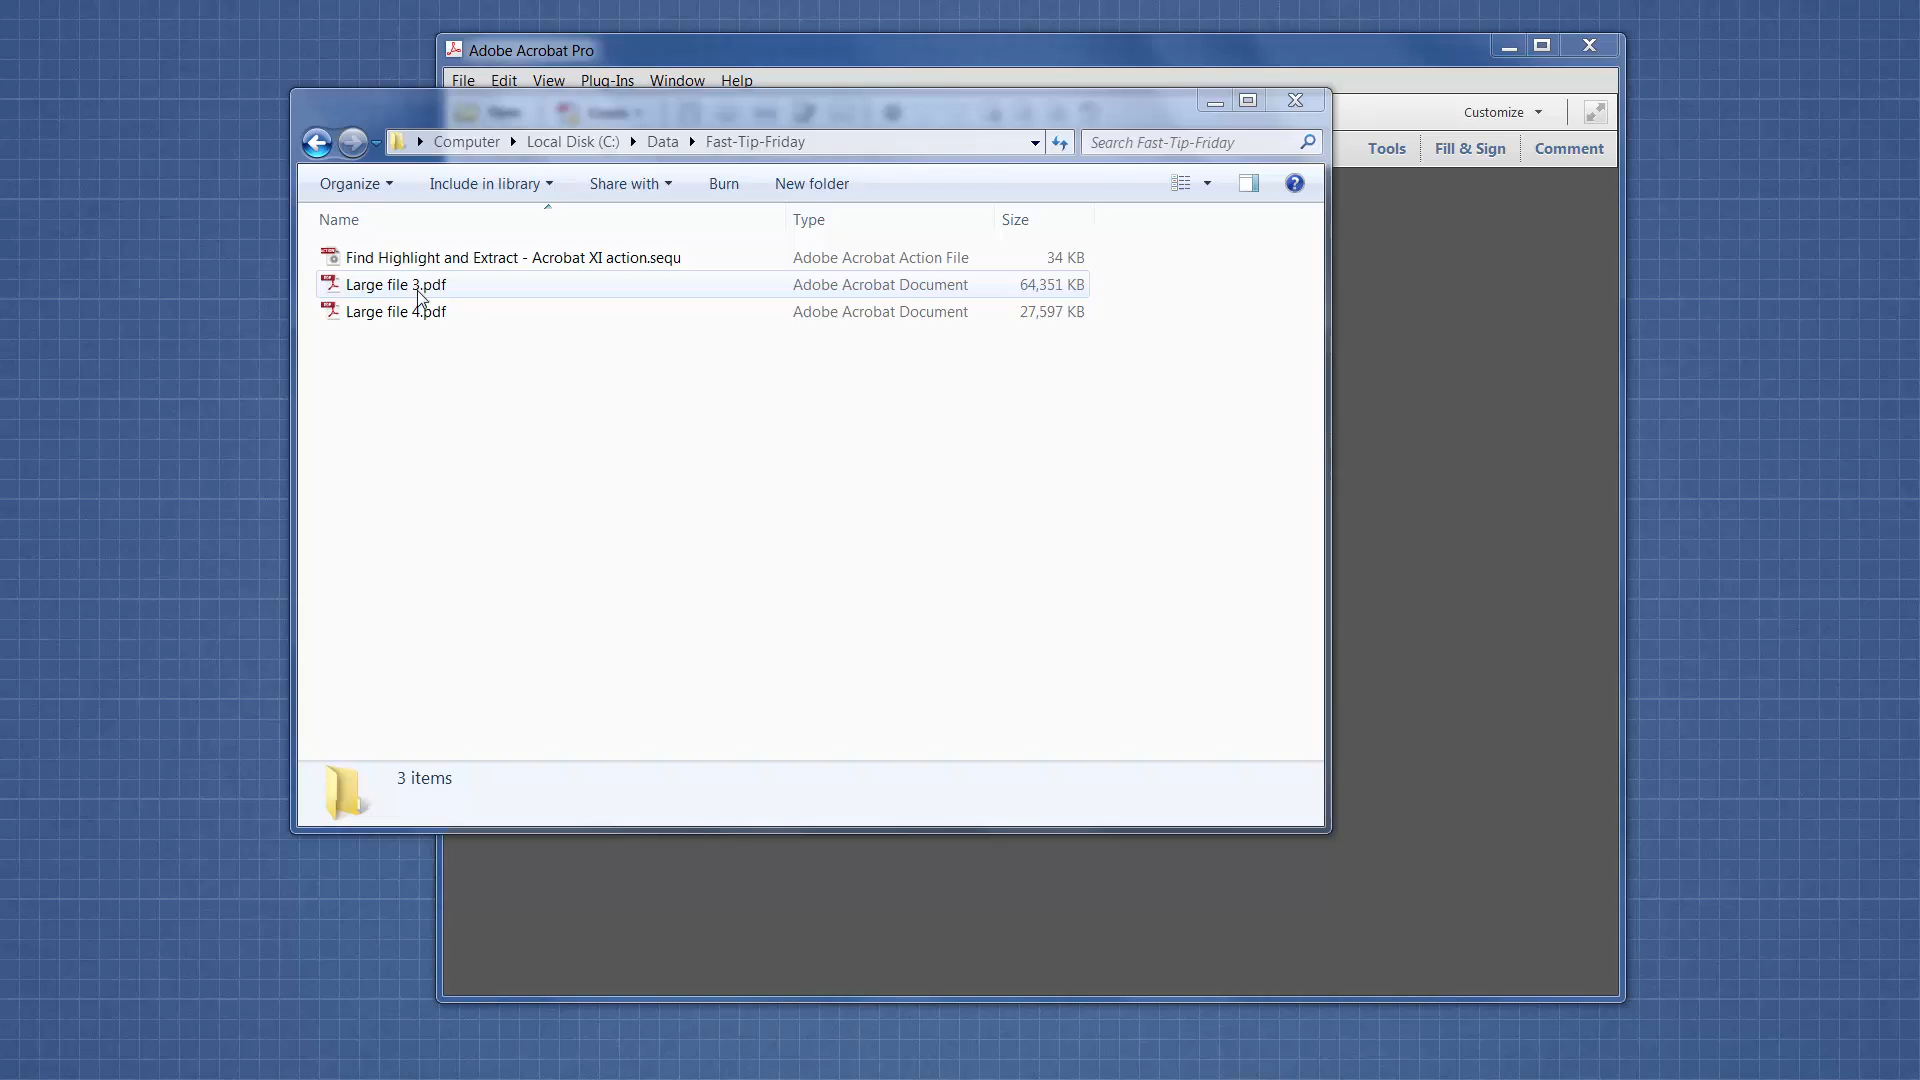 Adobe Acrobat Pro
File Edit View Plug-Ins Window Help
Customize
Computer Local Disk (C:) Data Fast-Tip-Friday
Search Fast-Tip-Friday
Tools Fill & Sign Comment
Organize Include in library Share with Burn New folder
Name Type Size
Find Highlight and Extract - Acrobat XI action.sequ Adobe Acrobat Action File 34 KB
Large file 3.pdf Adobe Acrobat Document 64,351 KB
Large file 4.pdf Adobe Acrobat Document 27,597 KB
3 items